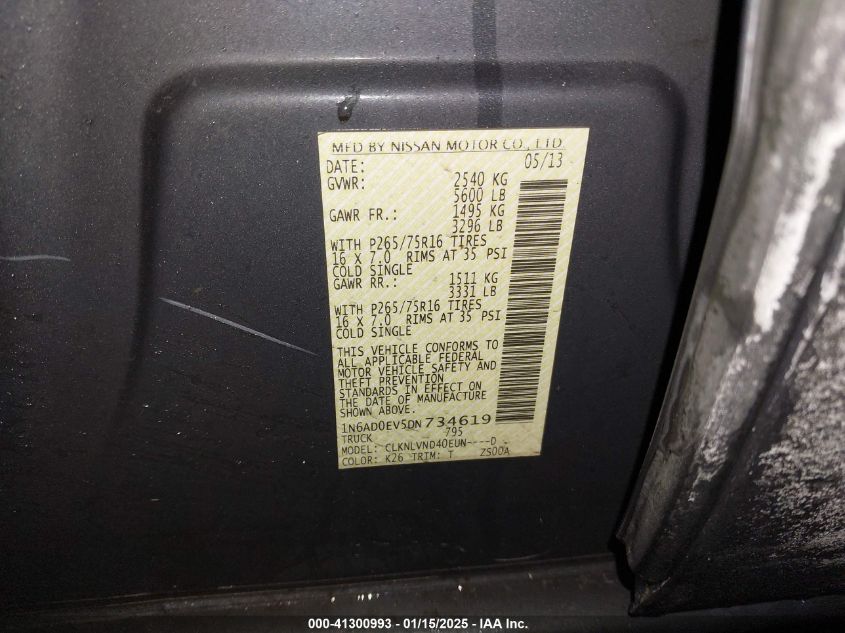 MFD BY NISSAN MOTOR CO., LTD.
DATE: 05/13
GVWR: 2540 KG
5600 LB
GAWR FR.: 1495 KG
3296 LB
WITH P265/75R16 TIRES
16 X 7.0 RIMS AT 35 PSI
COLD SINGLE
GAWR RR.: 1511 KG
3331 LB
WITH P265/75R16 TIRES
16 X 7.0 RIMS AT 35 PSI
COLD SINGLE
THIS VEHICLE CONFORMS TO
ALL APPLICABLE FEDERAL
MOTOR VEHICLE SAFETY AND
THEFT PREVENTION
STANDARDS IN EFFECT ON
THE DATE OF MANUFACTURE
SHOWN ABOVE.
1N6AD0EV5DN734619
TRUCK 795
MODEL: CLKNLVND40EUN----D -
COLOR: K26 TRIM: T ZS00A
000-41300993 - 01/15/2025 - IAA Inc.